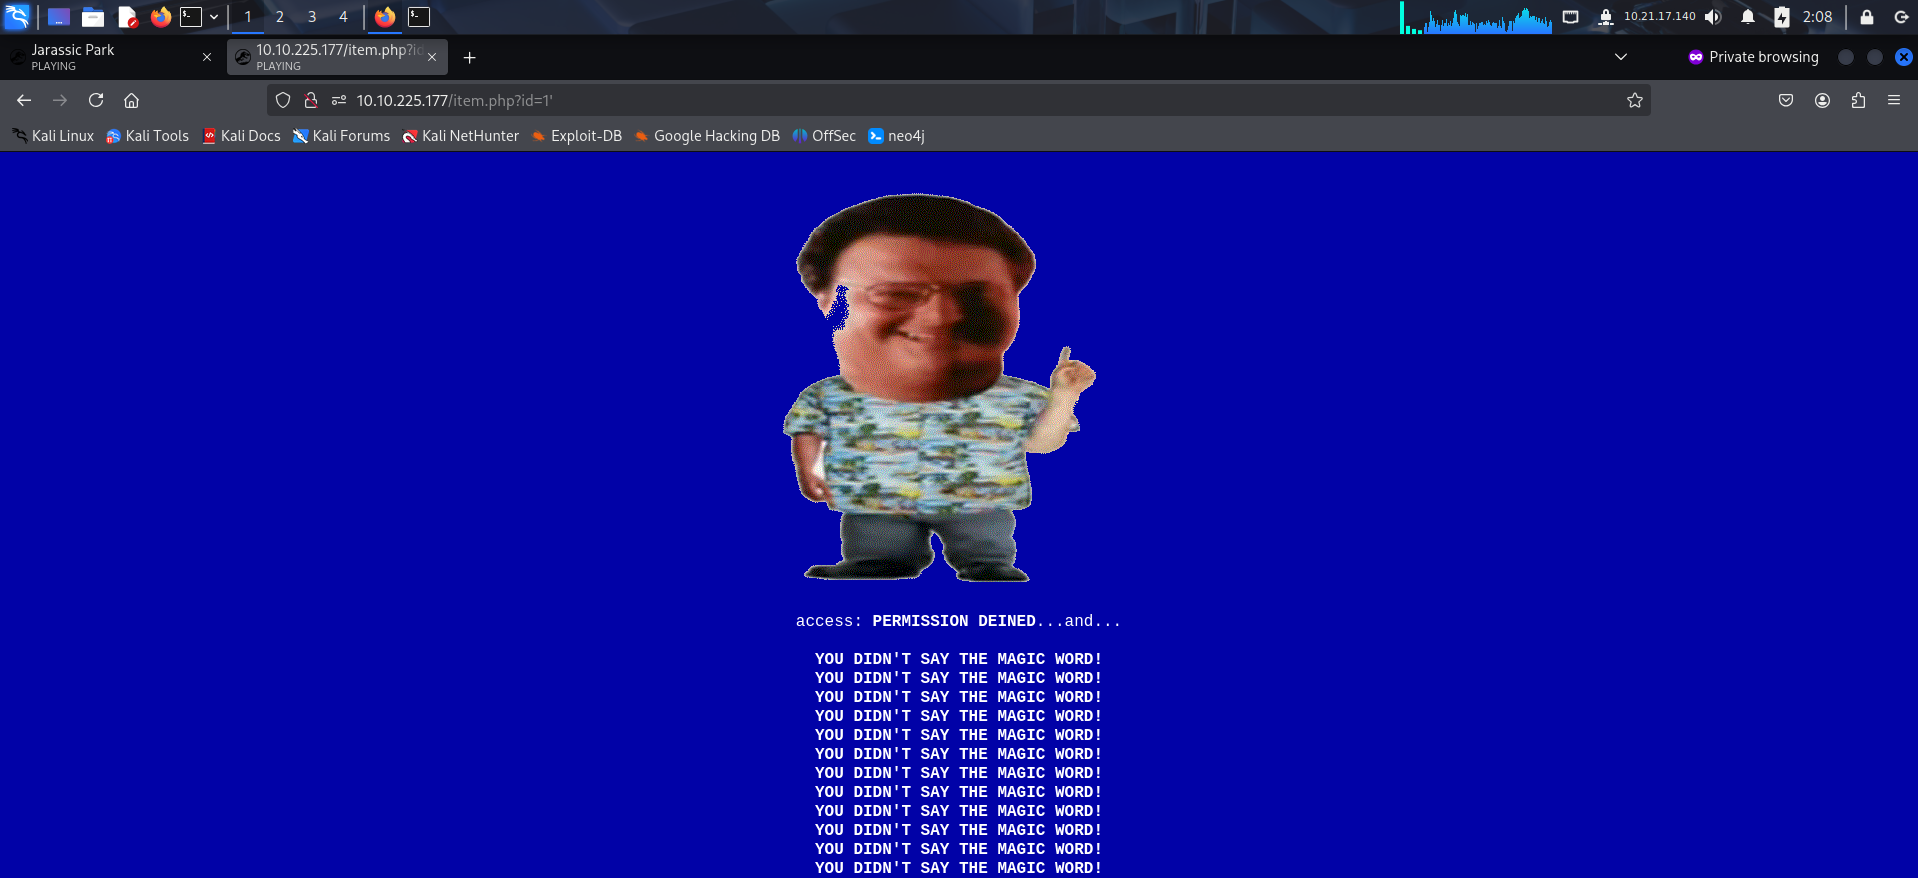 1 2 3 4 10.21.17.140 2:08
Jarassic Park
PLAYING
10.10.225.177/item.php?id
PLAYING
Private browsing
10.10.225.177/item.php?id=1'
Kali Linux Kali Tools Kali Docs Kali Forums Kali NetHunter Exploit-DB Google Hacking DB OffSec neo4j
access: PERMISSION DEINED...and...
YOU DIDN'T SAY THE MAGIC WORD!
YOU DIDN'T SAY THE MAGIC WORD!
YOU DIDN'T SAY THE MAGIC WORD!
YOU DIDN'T SAY THE MAGIC WORD!
YOU DIDN'T SAY THE MAGIC WORD!
YOU DIDN'T SAY THE MAGIC WORD!
YOU DIDN'T SAY THE MAGIC WORD!
YOU DIDN'T SAY THE MAGIC WORD!
YOU DIDN'T SAY THE MAGIC WORD!
YOU DIDN'T SAY THE MAGIC WORD!
YOU DIDN'T SAY THE MAGIC WORD!
YOU DIDN'T SAY THE MAGIC WORD!